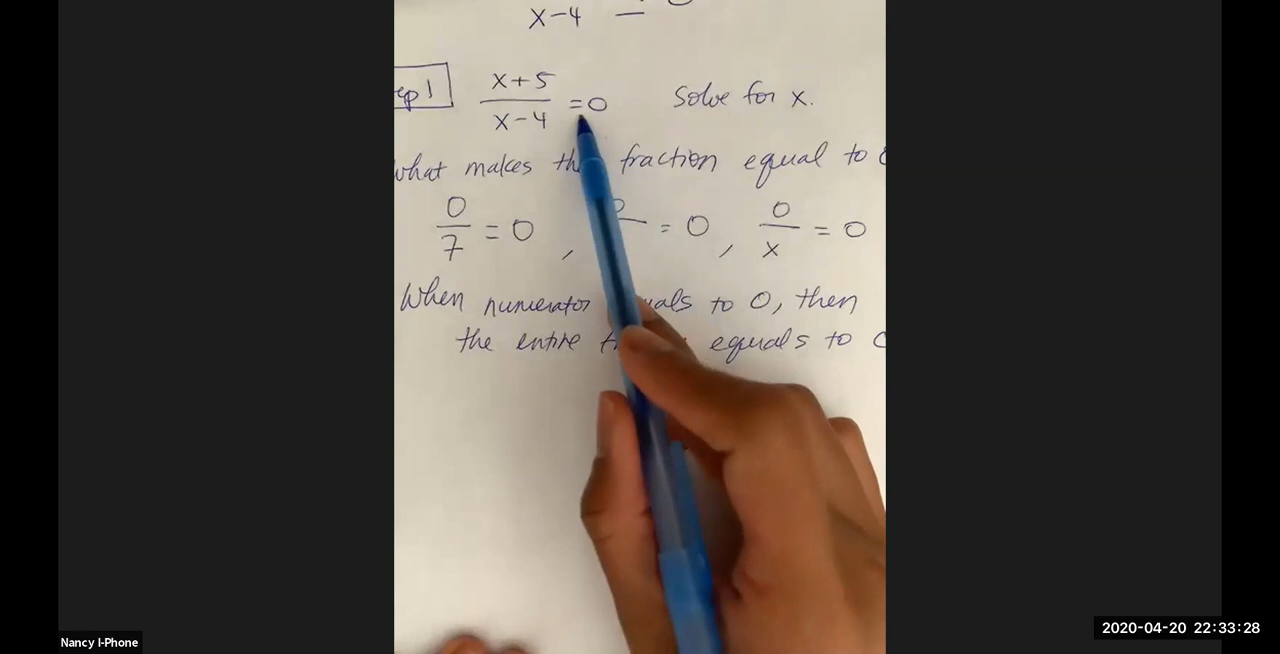 x-4
ep 1
x+5
x-4 =0 Solve for x.
what makes the fraction equal to
0/7 = 0 , = 0 , 0/x = 0
When numerator equals to 0, then
the entire equals to
Nancy I-Phone
2020-04-20 22:33:28